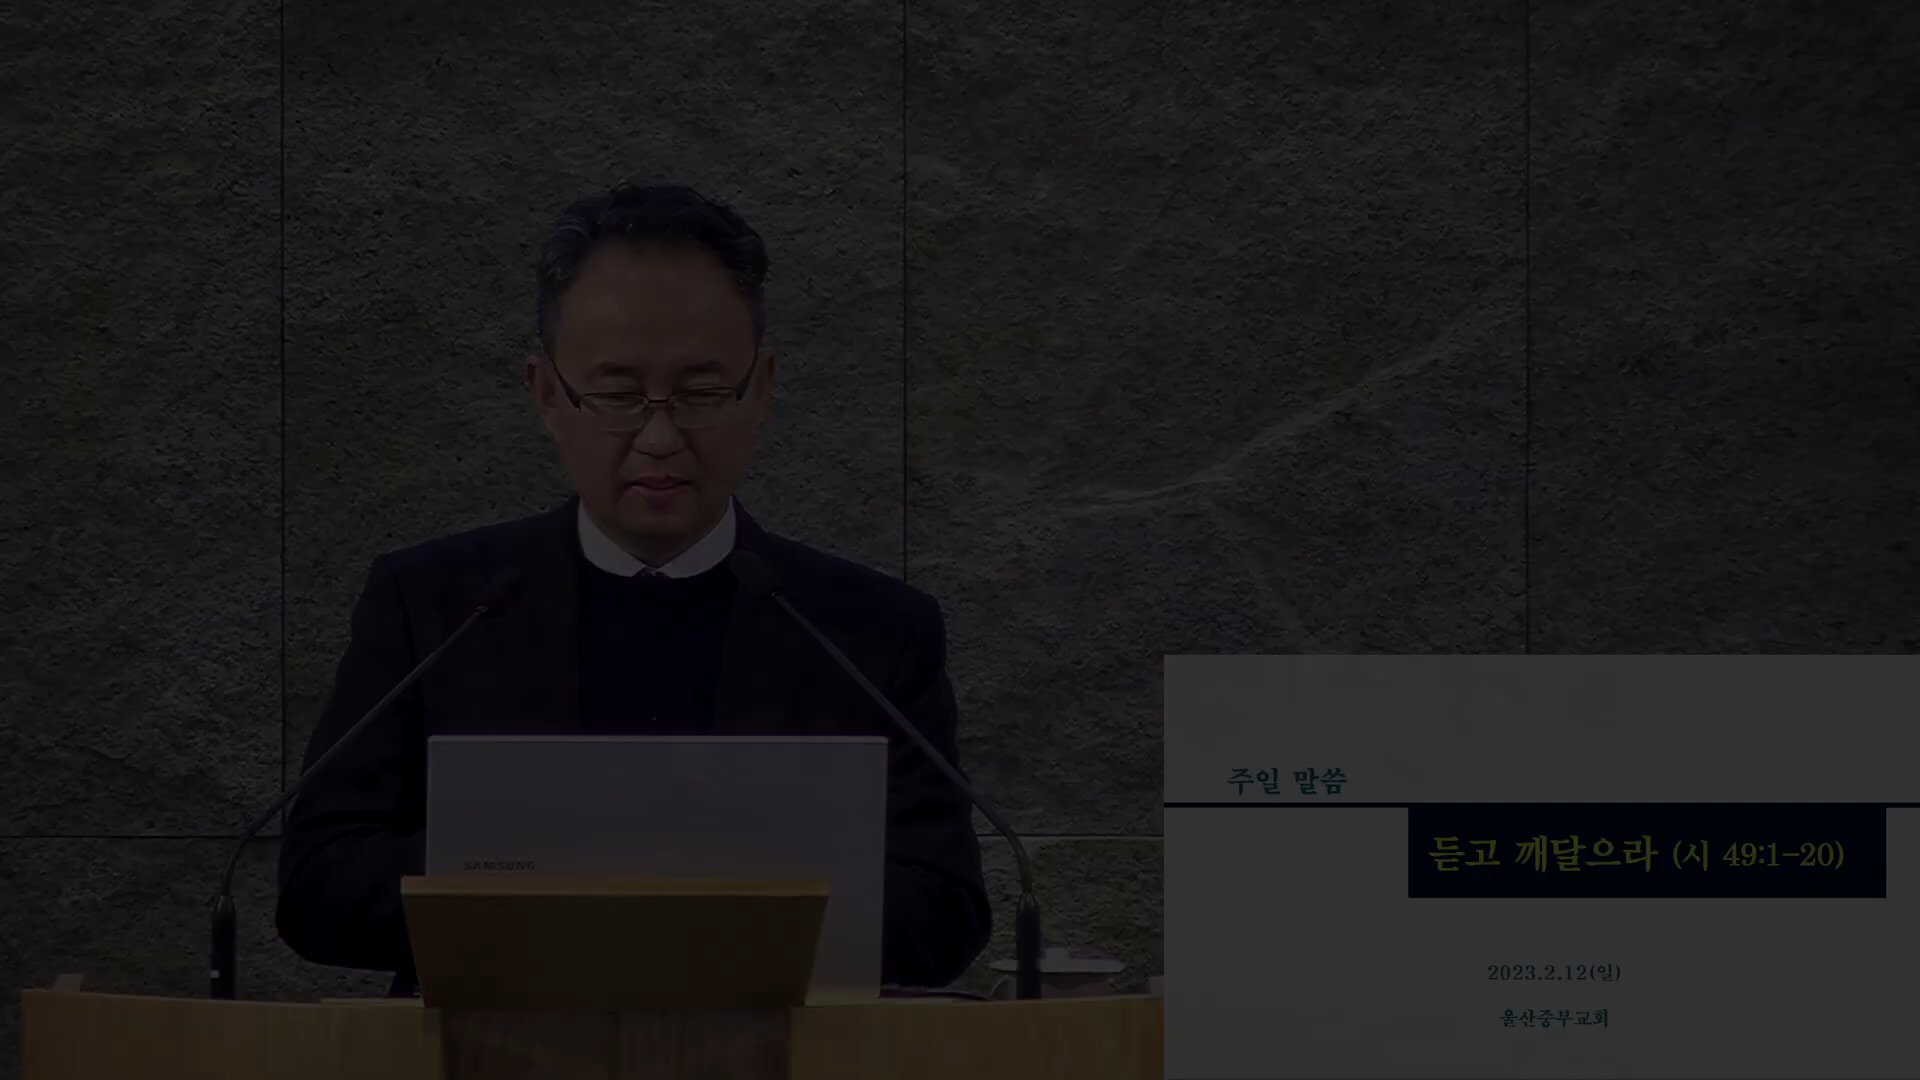 SAMSUNG
주일 말씀
듣고 깨달으라 (시 49:1-20)
2023.2.12(일)
울산중부교회